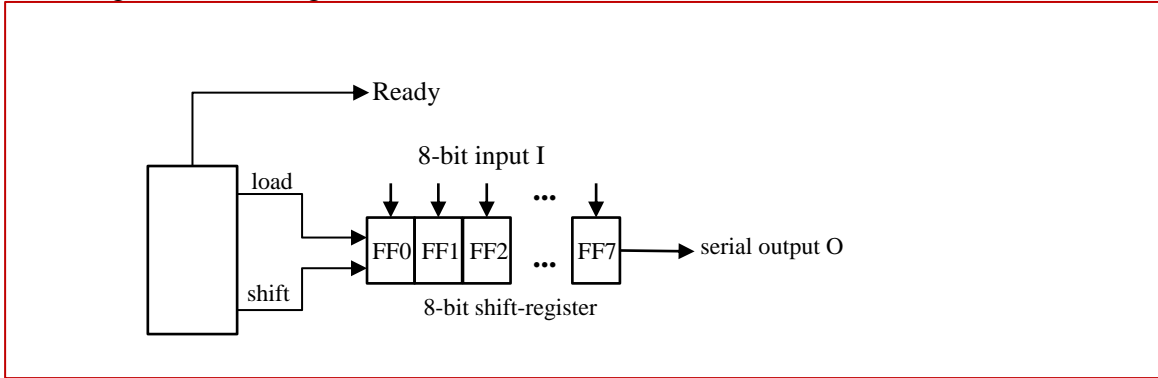 Ready
8-bit input I
load
...
FF0 FF1 FF2 ... FF7
serial output O
shift
8-bit shift-register